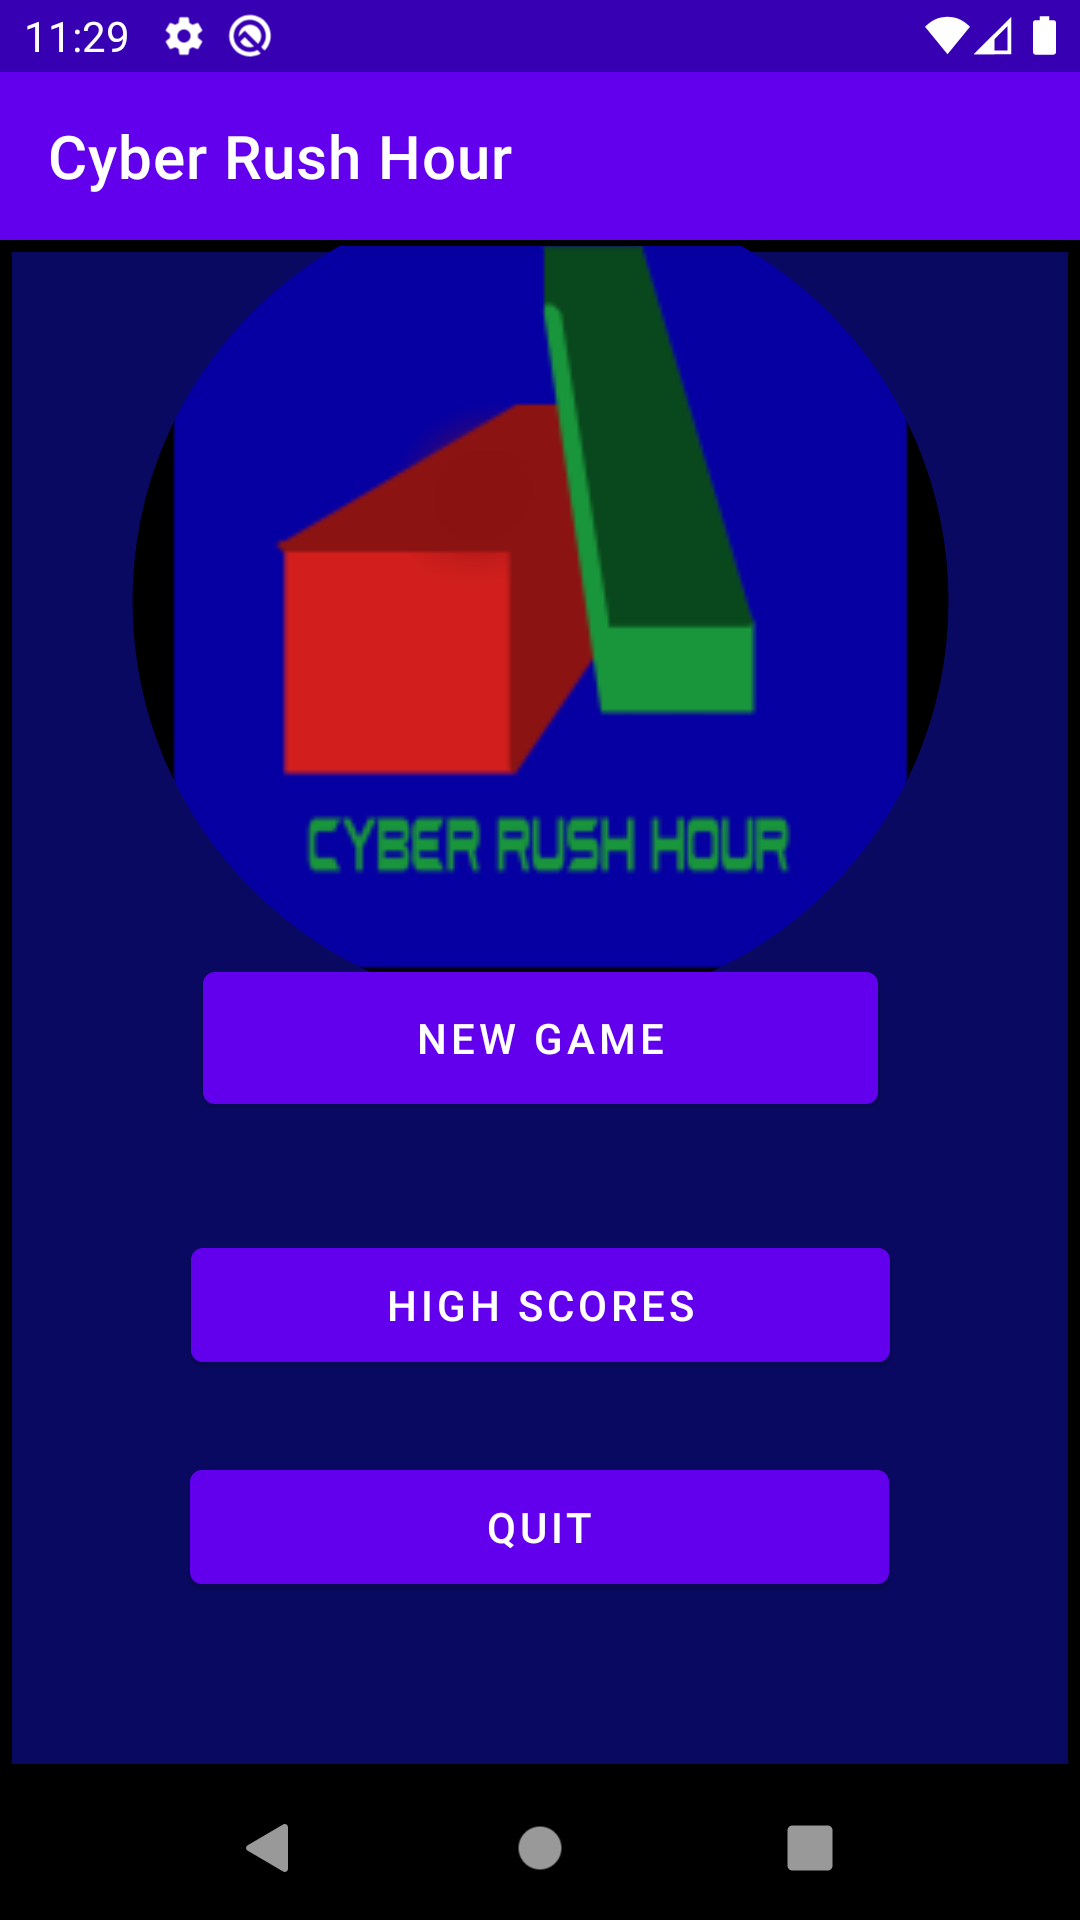 11:29
Cyber Rush Hour
CYBER RUSH HOUR
NEW GAME
HIGH SCORES
QUIT